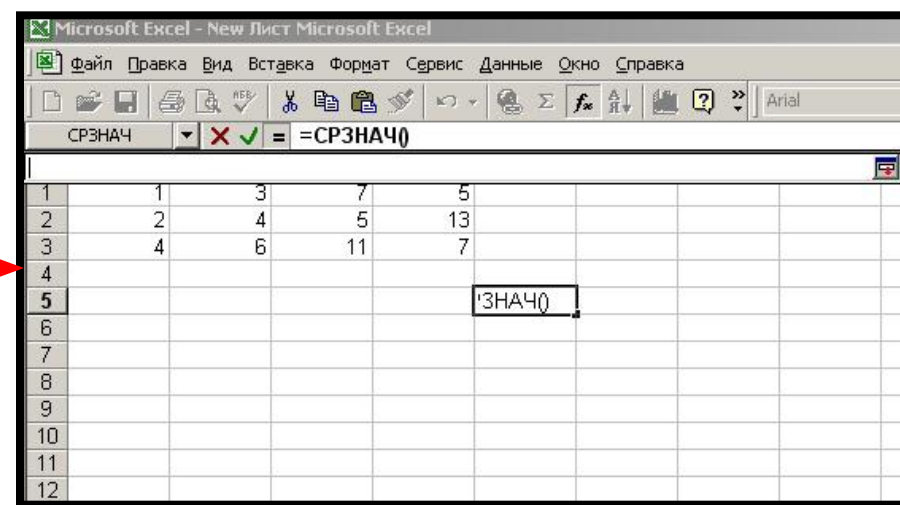 Microsoft Excel - New Лист Microsoft Excel
Файл Правка Вид Вставка Формат Сервис Данные Окно Справка
Arial
СРЗНАЧ = =СРЗНАЧ()
1 1 3 7 5
2 2 4 5 13
3 4 6 11 7
4
5 'ЗНАЧ()
6
7
8
9
10
11
12